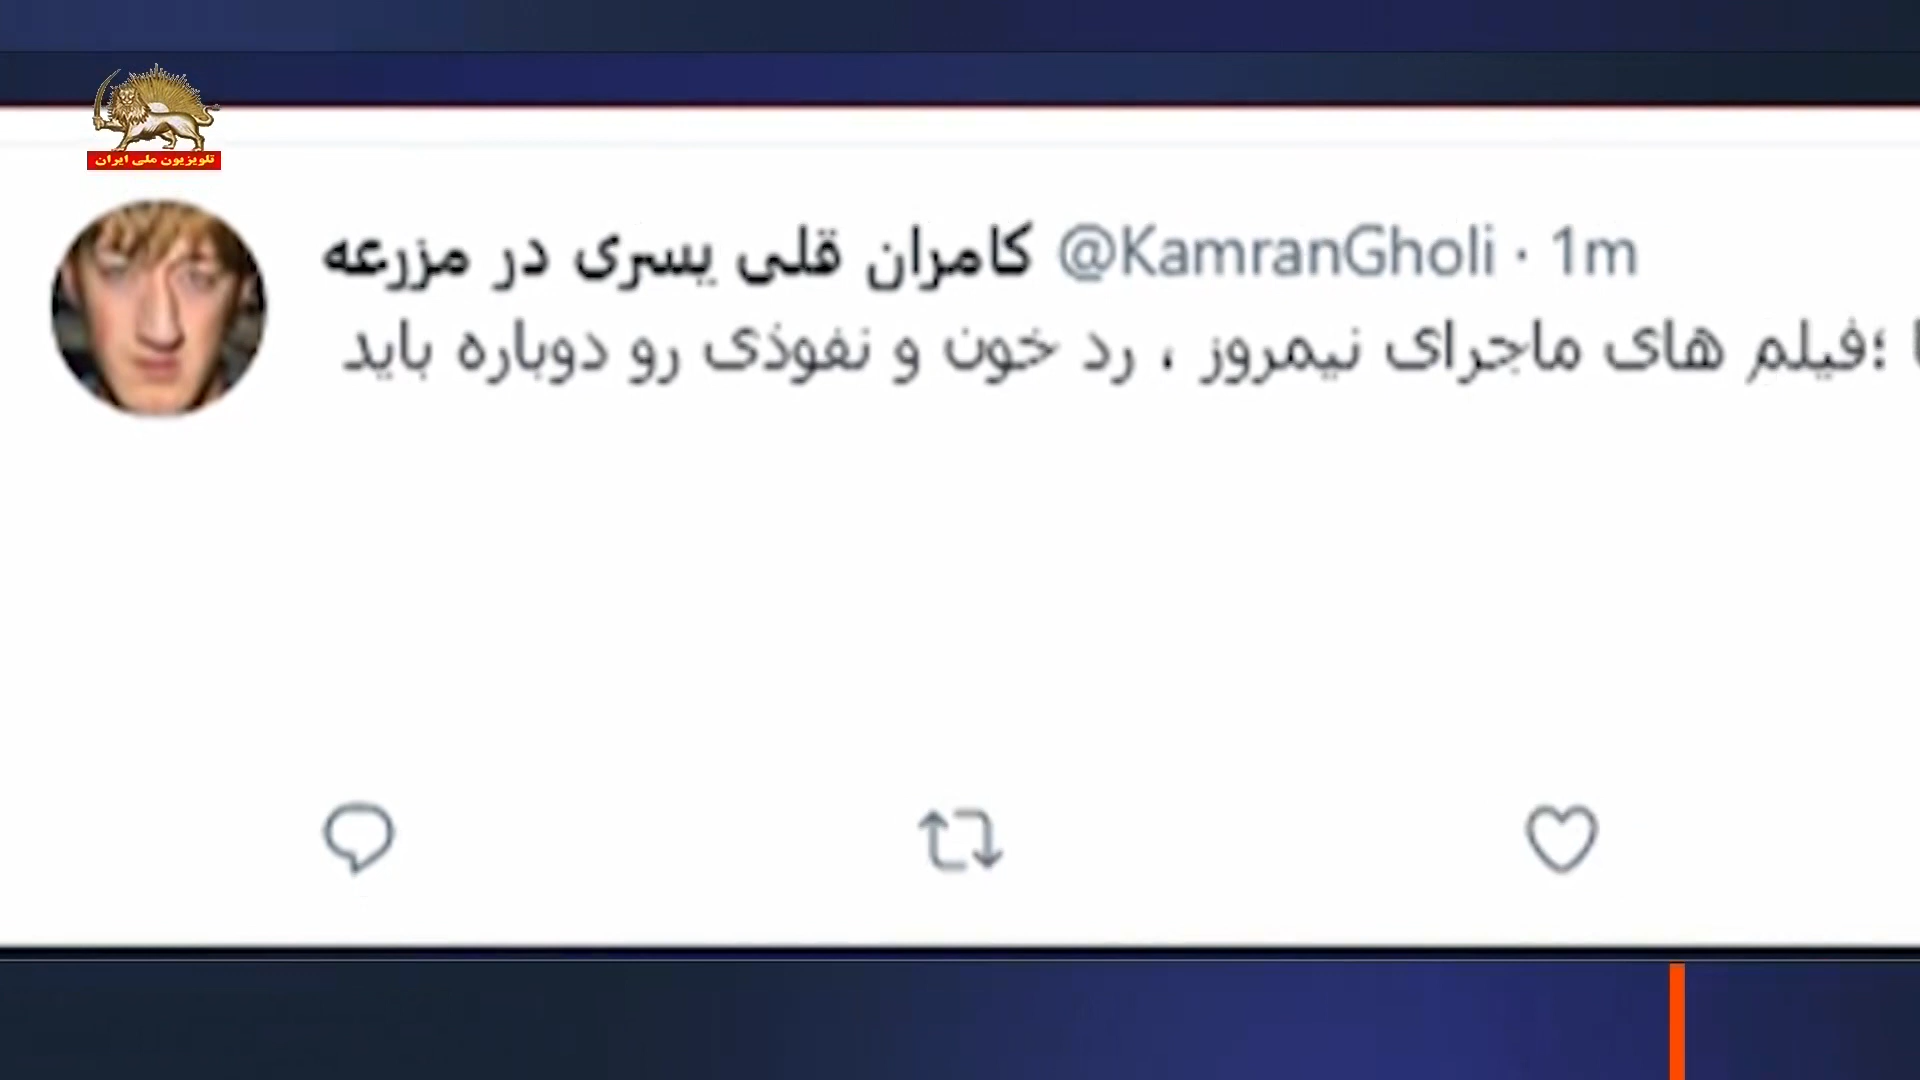 تلویزیون ملی ایران
کامران قلی یسری در مزرعه @KamranGholi · 1m
؛فیلم های ماجرای نیمروز ، رد خون و نفوذی رو دوباره باید